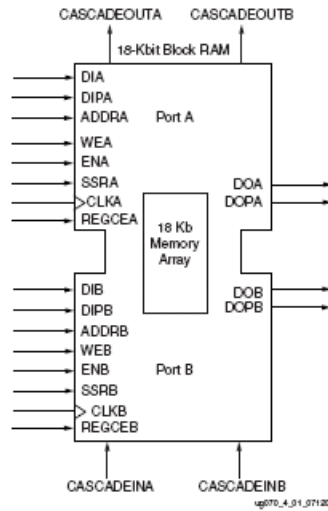 CASCADEOUTA CASCADEOUTB
18-Kbit Block RAM
DIA
DIPA
ADDRA Port A
WEA
ENA
SSRA DOA
CLKA DOPA
REGCEA
18 Kb
Memory
Array
DIB DOB
DIPB DOPB
ADDRB
WEB
ENB Port B
SSRB
CLKB
REGCEB
CASCADEINA CASCADEINB